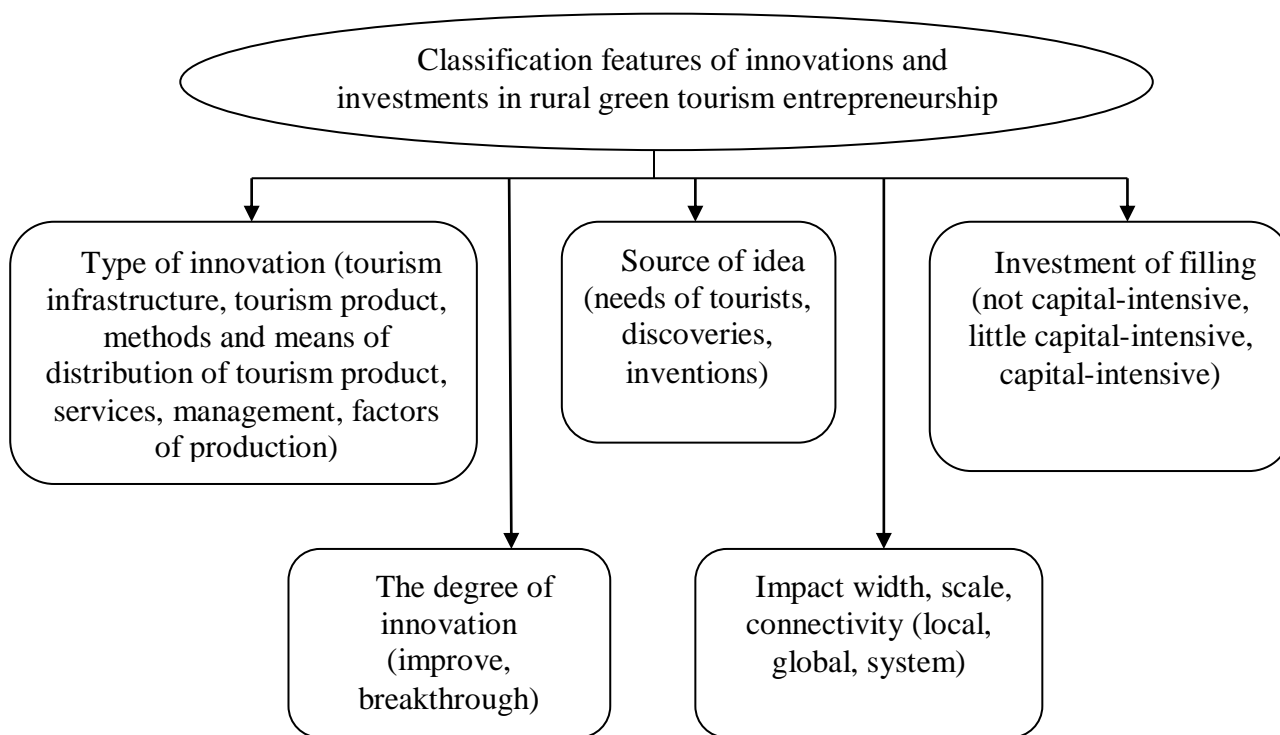 Classification features of innovations and
investments in rural green tourism entrepreneurship
Type of innovation (tourism
infrastructure, tourism product,
methods and means of
distribution of tourism product,
services, management, factors
of production)
Source of idea
(needs of tourists,
discoveries,
inventions)
Investment of filling
(not capital-intensive,
little capital-intensive,
capital-intensive)
The degree of
innovation
(improve,
breakthrough)
Impact width, scale,
connectivity (local,
global, system)